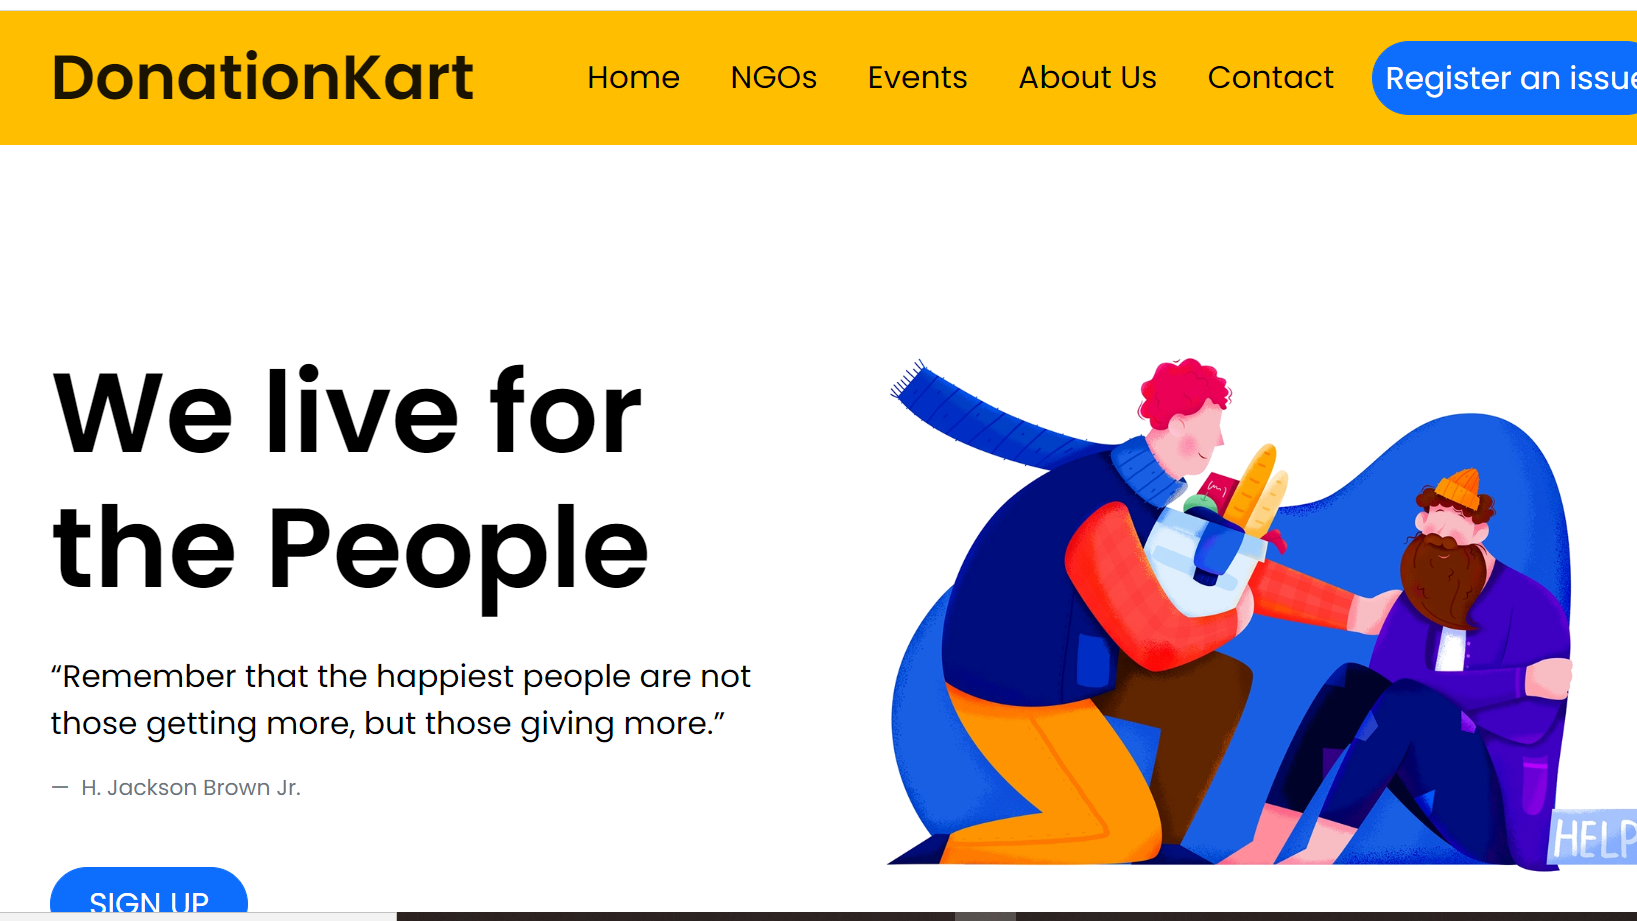 DonationKart
Home NGOs Events About Us Contact Register an issue
We live for
the People
“Remember that the happiest people are not
those getting more, but those giving more.”
— H. Jackson Brown Jr.
SIGN UP
HELP